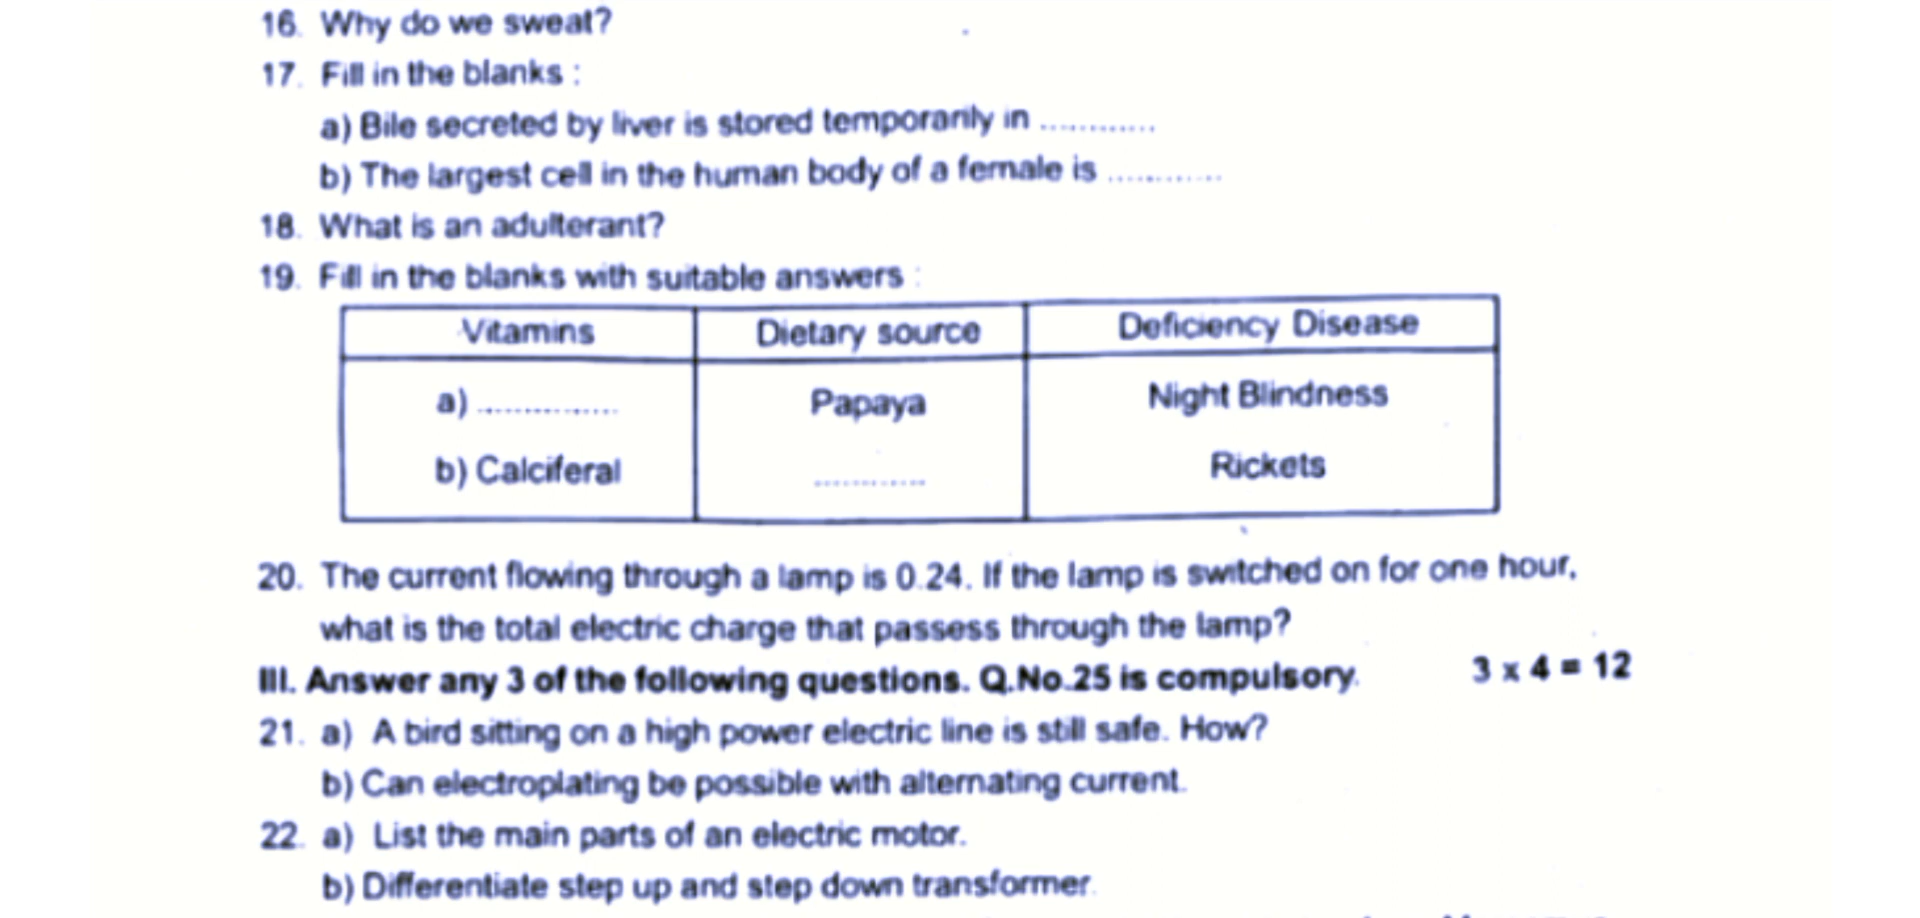 16. Why do we sweat?
17. Fill in the blanks :
a) Bile secreted by liver is stored temporarily in ............
b) The largest cell in the human body of a female is ............
18. What is an adulterant?
19. Fill in the blanks with suitable answers :
Vitamins Dietary source Deficiency Disease
a) ............... Papaya Night Blindness
b) Calciferal ............ Rickets
20. The current flowing through a lamp is 0.24. If the lamp is switched on for one hour,
what is the total electric charge that passess through the lamp?
III. Answer any 3 of the following questions. Q.No.25 is compulsory. 3 x 4 = 12
21. a) A bird sitting on a high power electric line is still safe. How?
b) Can electroplating be possible with alternating current.
22. a) List the main parts of an electric motor.
b) Differentiate step up and step down transformer.